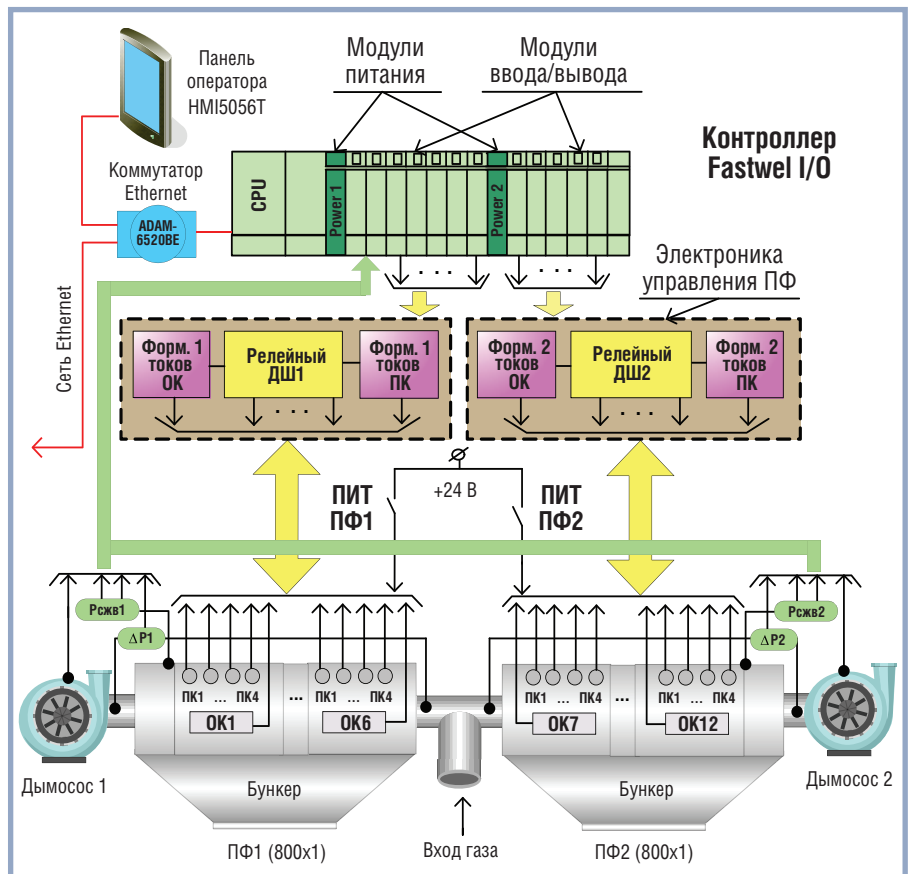 Панель
оператора
HMI5056T
Модули
питания
Модули
ввода/вывода
Контроллер
Fastwel I/O
Коммутатор
Ethernet
ADAM-
6520BE
CPU
Power 1
Power 2
Электроника
управления ПФ
Сеть Ethernet
. . .
. . .
Форм. 1
токов
ОК
Релейный
ДШ1
Форм. 1
токов
ПК
. . .
Форм. 2
токов
ОК
Релейный
ДШ2
Форм. 2
токов
ПК
. . .
+24 В
ПИТ
ПФ1
ПИТ
ПФ2
Рсжв1
ΔР1
Рсжв2
ΔР2
ПК1 ... ПК4
...
ПК1 ... ПК4
ПК1 ... ПК4
...
ПК1 ... ПК4
ОК1
ОК6
ОК7
ОК12
Дымосос 1
Бункер
Бункер
Дымосос 2
ПФ1 (800x1)
Вход газа
ПФ2 (800x1)